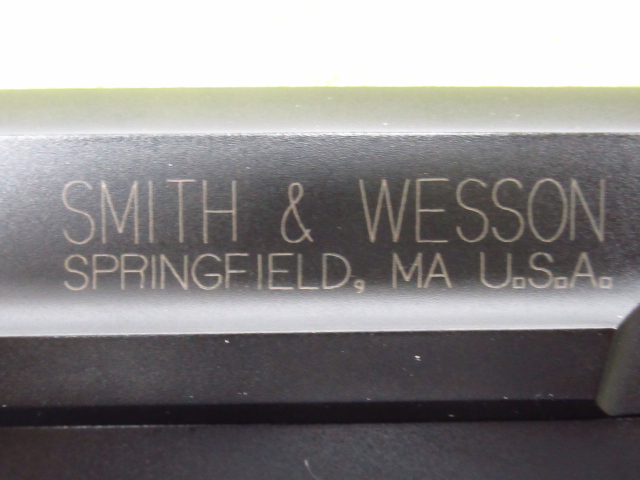 SMITH & WESSON
SPRINGFIELD, MA U.S.A.